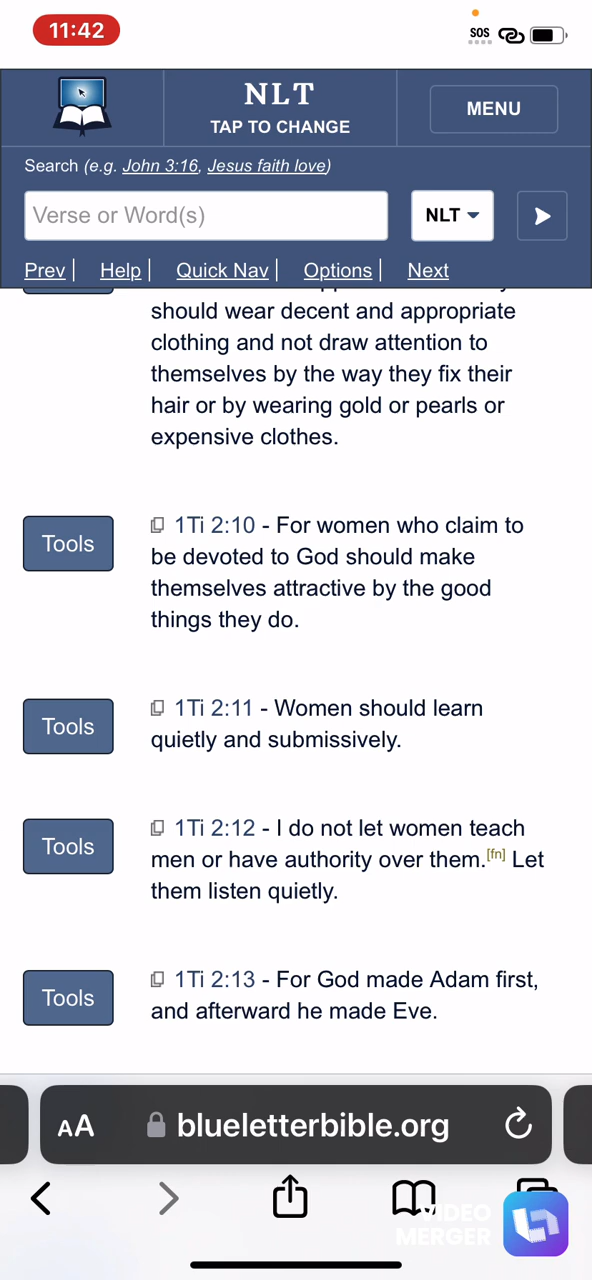 11:42
SOS
NLT
TAP TO CHANGE
MENU
Search (e.g. John 3:16, Jesus faith love)
Verse or Word(s)
NLT
Prev | Help | Quick Nav | Options | Next
should wear decent and appropriate
clothing and not draw attention to
themselves by the way they fix their
hair or by wearing gold or pearls or
expensive clothes.
Tools
1Ti 2:10 - For women who claim to
be devoted to God should make
themselves attractive by the good
things they do.
Tools
1Ti 2:11 - Women should learn
quietly and submissively.
Tools
1Ti 2:12 - I do not let women teach
men or have authority over them.[fn] Let
them listen quietly.
Tools
1Ti 2:13 - For God made Adam first,
and afterward he made Eve.
AA
blueletterbible.org
VIDEO
MERGER